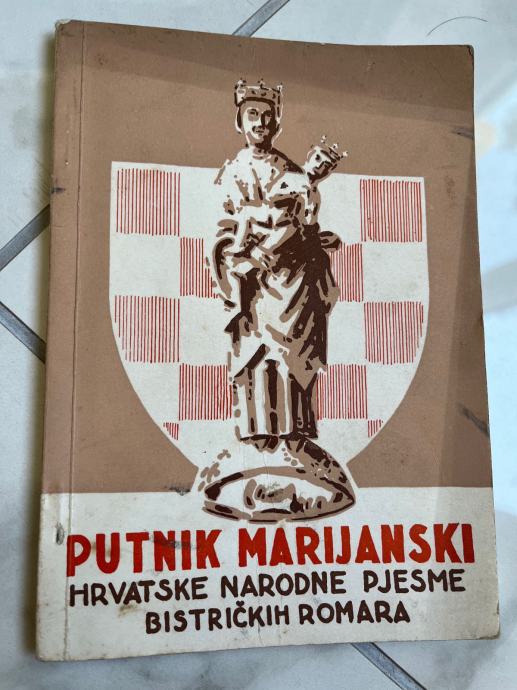 PUTNIK MARIJANSKI
HRVATSKE NARODNE PJESME
BISTRIČKIH ROMARA